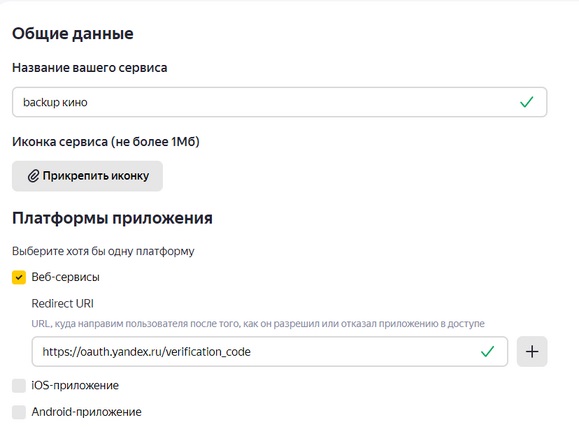 Общие данные
Название вашего сервиса
backup кино
Иконка сервиса (не более 1Мб)
Прикрепить иконку
Платформы приложения
Выберите хотя бы одну платформу
Веб-сервисы
Redirect URI
URL, куда направим пользователя после того, как он разрешил или отказал приложению в доступе
https://oauth.yandex.ru/verification_code
iOS-приложение
Android-приложение